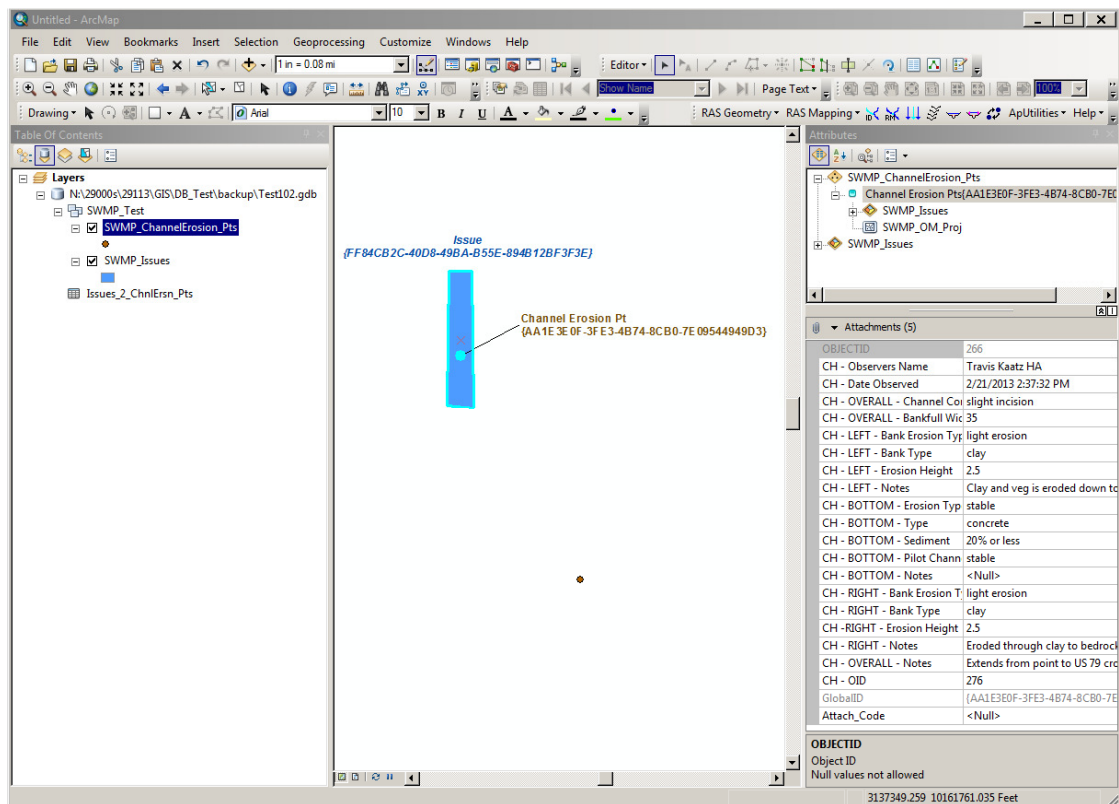 Untitled - ArcMap
File Edit View Bookmarks Insert Selection Geoprocessing Customize Windows Help
1 in = 0.08 mi Editor
Show Name Page Text 100%
Drawing A Arial 10 B I U A RAS Geometry RAS Mapping ApUtilities Help
Table Of Contents
Layers
N:\29000s\29113\GIS\DB_Test\backup\Test102.gdb
SWMP_Test
SWMP_ChannelErosion_Pts
SWMP_Issues
Issues_2_ChnlErsn_Pts
Issue
{FF84CB2C-40D8-49BA-B55E-894B12BF3F3E}
Channel Erosion Pt
{AA1E3E0F-3FE3-4B74-8CB0-7E09544949D3}
Attributes
SWMP_ChannelErosion_Pts
Channel Erosion Pts{AA1E3E0F-3FE3-4B74-8CB0-7E0
SWMP_Issues
SWMP_OM_Proj
SWMP_Issues
Attachments (5)
OBJECTID 266
CH - Observers Name Travis Kaatz HA
CH - Date Observed 2/21/2013 2:37:32 PM
CH - OVERALL - Channel Cor slight incision
CH - OVERALL - Bankfull Wic 35
CH - LEFT - Bank Erosion Typ light erosion
CH - LEFT - Bank Type clay
CH - LEFT - Erosion Height 2.5
CH - LEFT - Notes Clay and veg is eroded down to
CH - BOTTOM - Erosion Typ stable
CH - BOTTOM - Type concrete
CH - BOTTOM - Sediment 20% or less
CH - BOTTOM - Pilot Chann stable
CH - BOTTOM - Notes <Null>
CH - RIGHT - Bank Erosion T light erosion
CH - RIGHT - Bank Type clay
CH -RIGHT - Erosion Height 2.5
CH - RIGHT - Notes Eroded through clay to bedrock
CH - OVERALL - Notes Extends from point to US 79 cro
CH - OID 276
GlobalID {AA1E3E0F-3FE3-4B74-8CB0-7E
Attach_Code <Null>
OBJECTID
Object ID
Null values not allowed
3137349.259 10161761.035 Feet